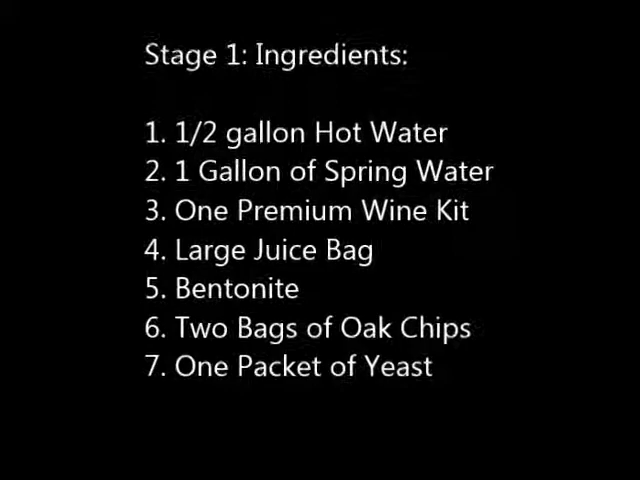 Stage 1: Ingredients:
1. 1/2 gallon Hot Water
2. 1 Gallon of Spring Water
3. One Premium Wine Kit
4. Large Juice Bag
5. Bentonite
6. Two Bags of Oak Chips
7. One Packet of Yeast